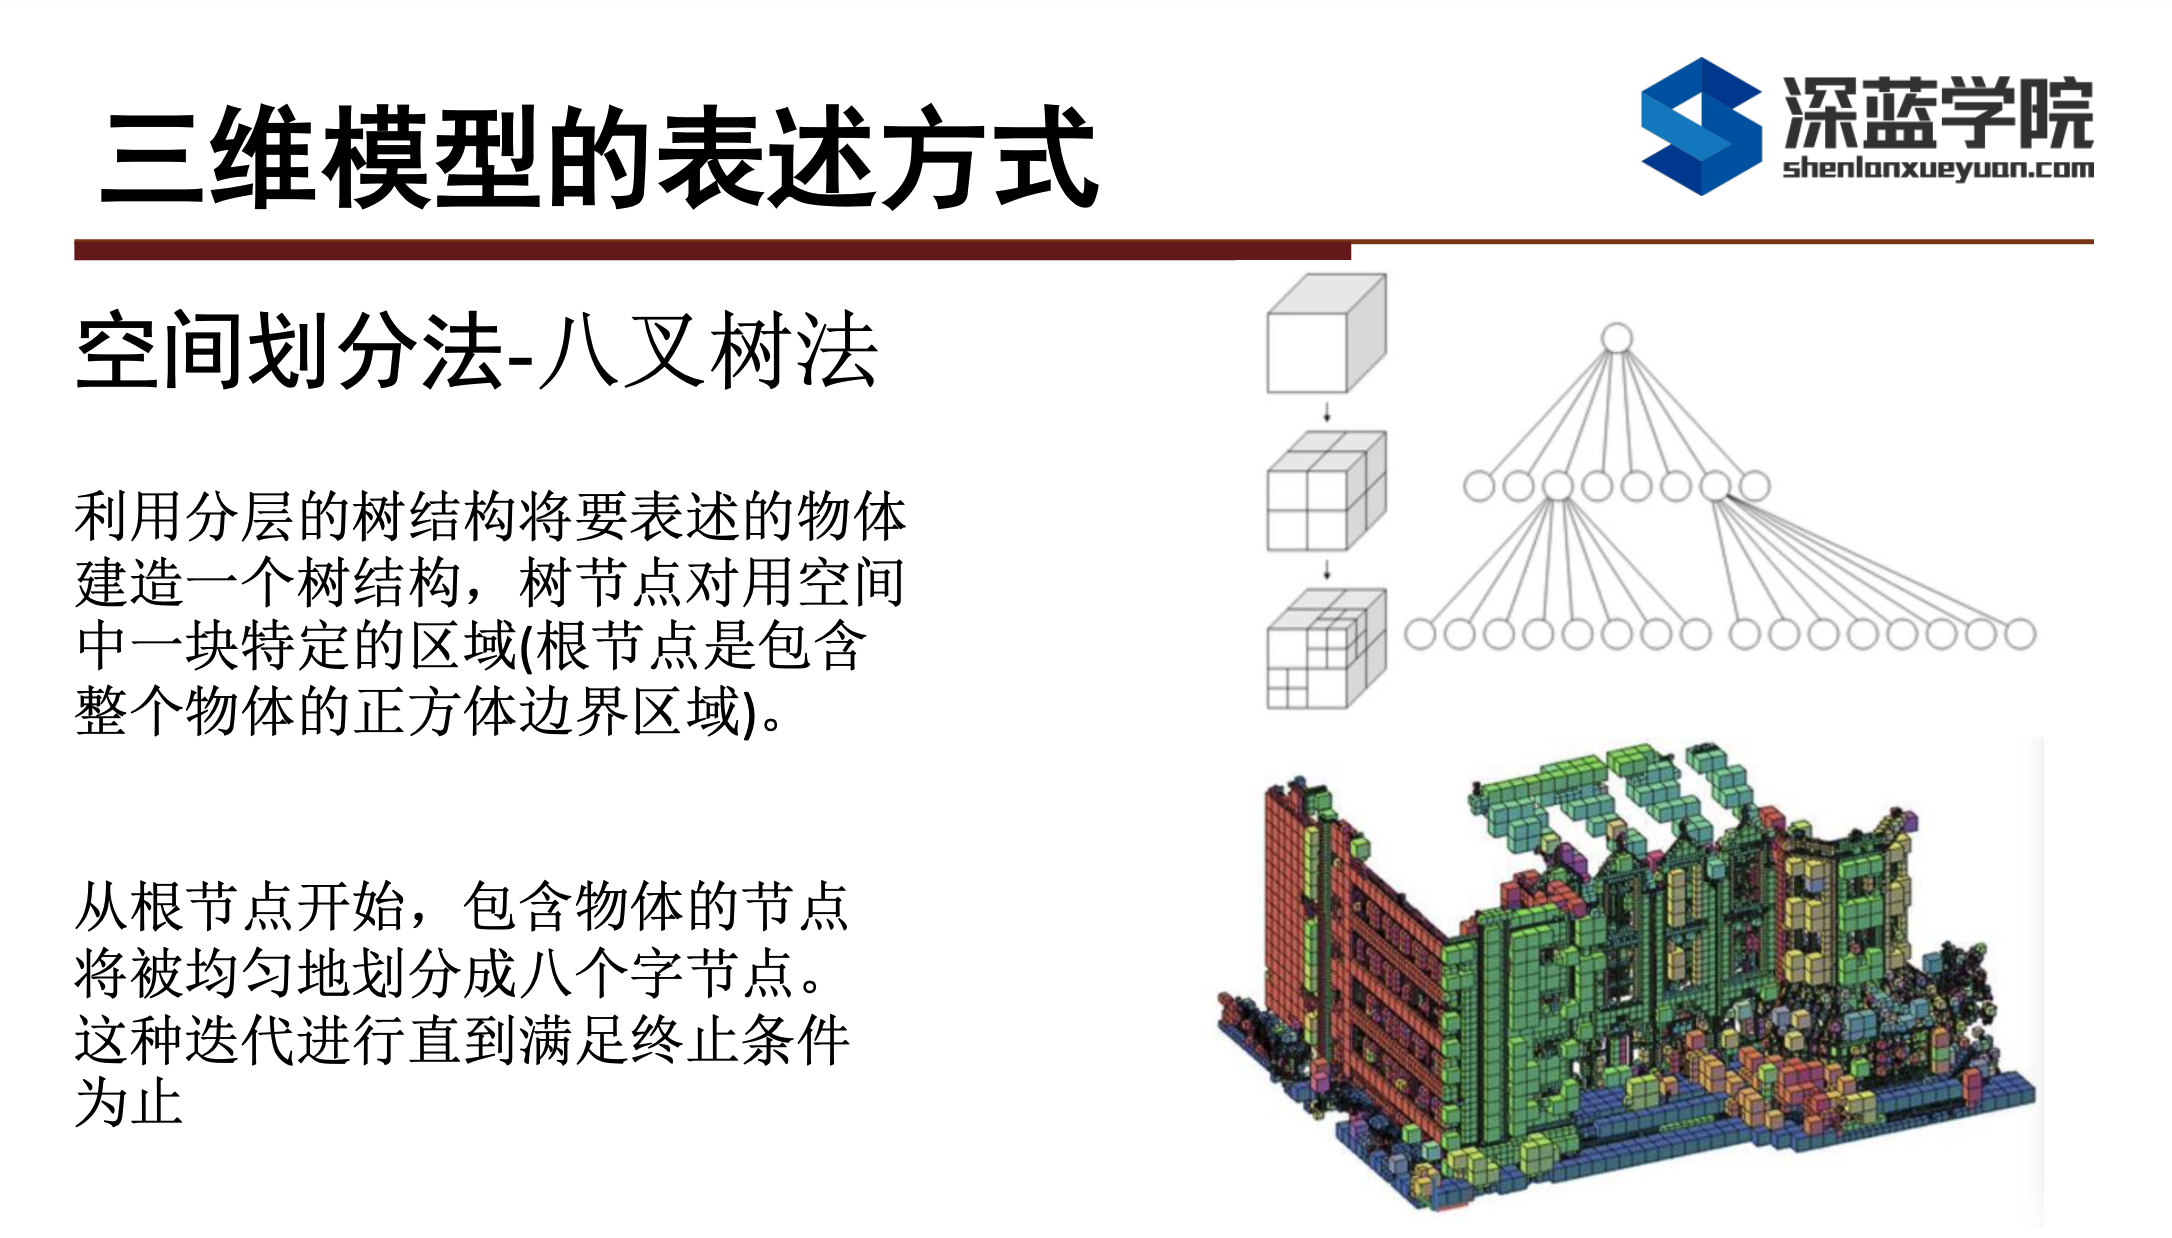 三维模型的表述方式
深蓝学院
shenlanxueyuan.com
空间划分法-八叉树法
利用分层的树结构将要表述的物体
建造一个树结构，树节点对用空间
中一块特定的区域(根节点是包含
整个物体的正方体边界区域)。
从根节点开始，包含物体的节点
将被均匀地划分成八个字节点。
这种迭代进行直到满足终止条件
为止